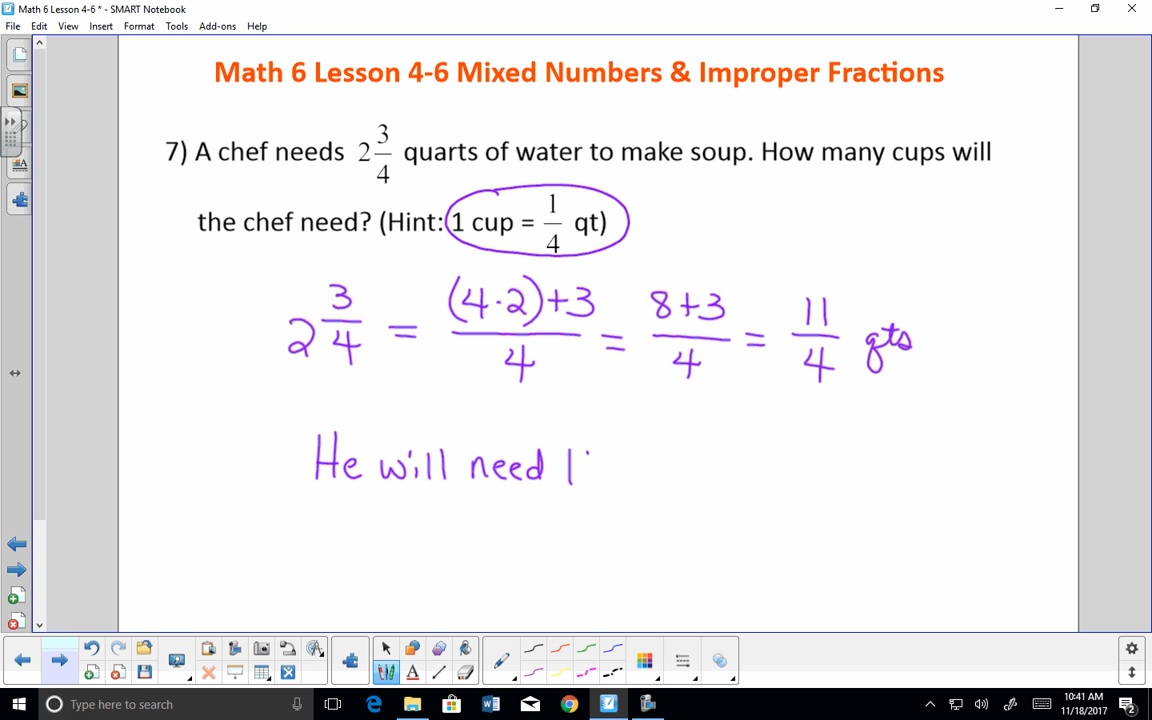 Math 6 Lesson 4-6 * - SMART Notebook
File Edit View Insert Format Tools Add-ons Help
Math 6 Lesson 4-6 Mixed Numbers & Improper Fractions
7) A chef needs 2 3/4 quarts of water to make soup. How many cups will
the chef need? (Hint: 1 cup = 1/4 qt)
2 3/4 = (4·2)+3/4 = 8+3/4 = 11/4 qts
He will need
Type here to search
10:41 AM
11/18/2017
2